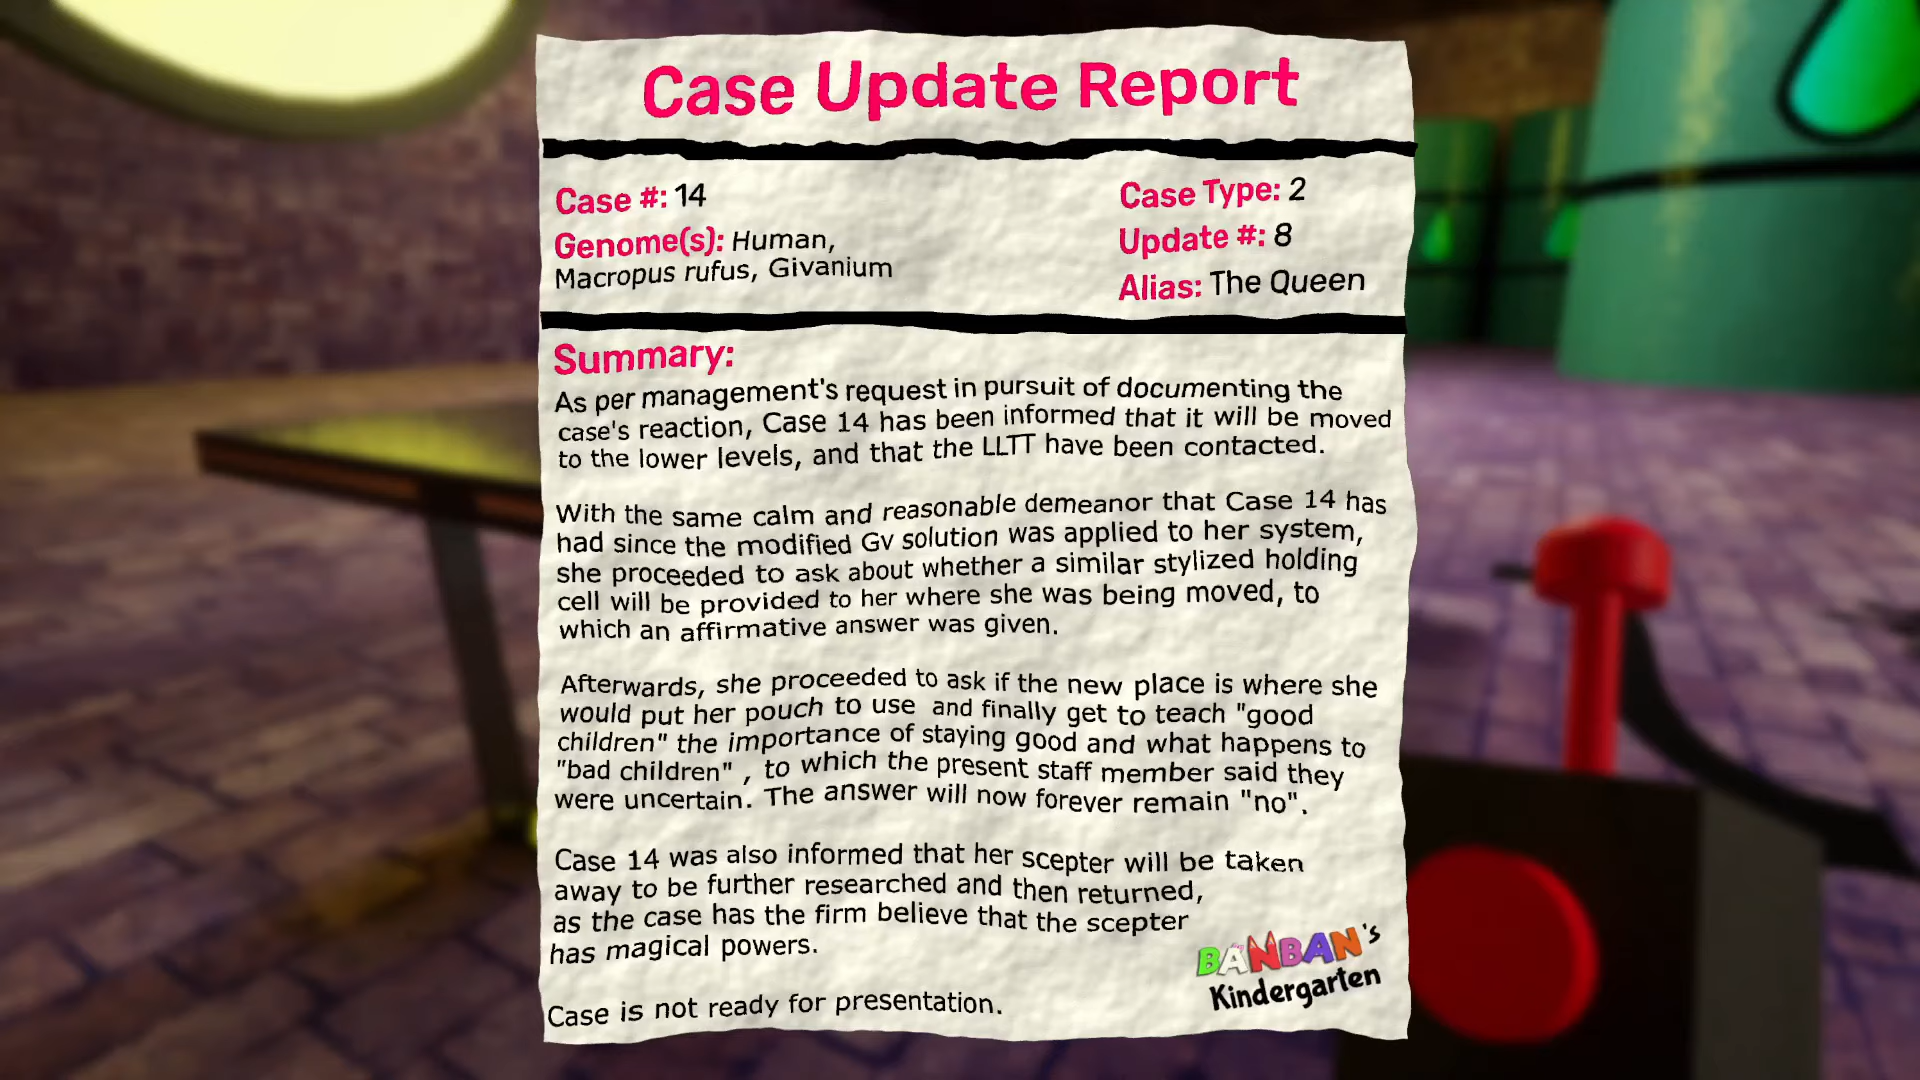 Case Update Report
Case #: 14
Genome(s): Human,
Macropus rufus, Givanium
Case Type: 2
Update #: 8
Alias: The Queen
Summary:
As per management's request in pursuit of documenting the
case's reaction, Case 14 has been informed that it will be moved
to the lower levels, and that the LLTT have been contacted.
With the same calm and reasonable demeanor that Case 14 has
had since the modified Gv solution was applied to her system,
she proceeded to ask about whether a similar stylized holding
cell will be provided to her where she was being moved, to
which an affirmative answer was given.
Afterwards, she proceeded to ask if the new place is where she
would put her pouch to use and finally get to teach "good
children" the importance of staying good and what happens to
"bad children" , to which the present staff member said they
were uncertain. The answer will now forever remain "no".
Case 14 was also informed that her scepter will be taken
away to be further researched and then returned,
as the case has the firm believe that the scepter
has magical powers.
Case is not ready for presentation.
BANBAN's
Kindergarten